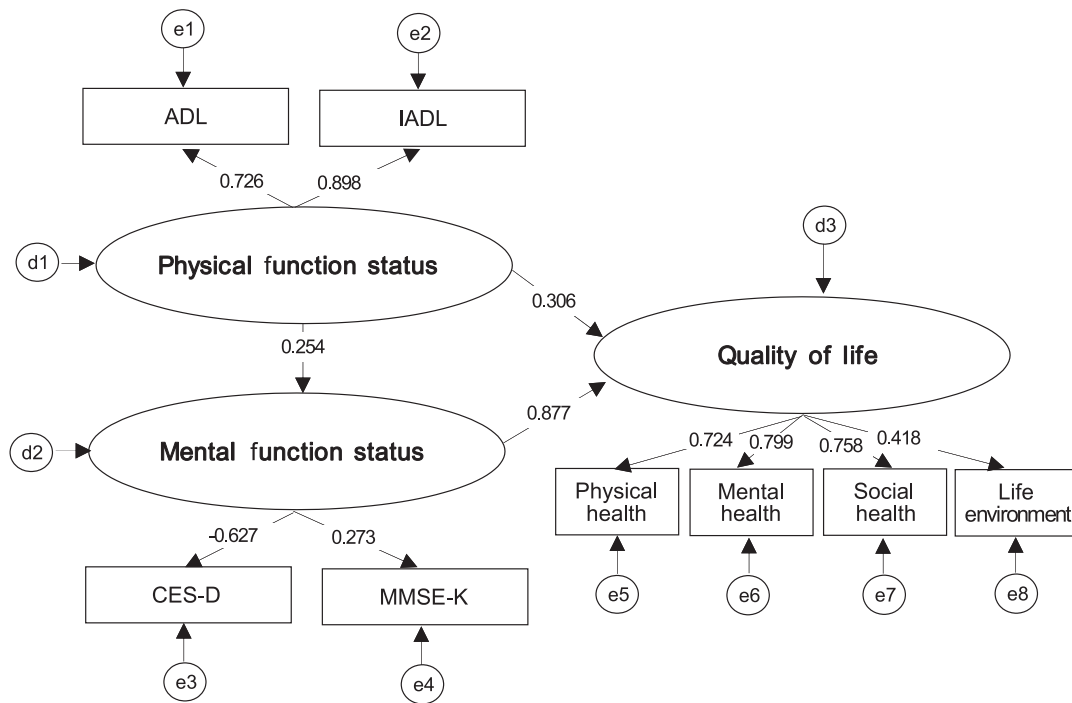 e1
e2
ADL
IADL
0.726
0.898
d1
Physical function status
d3
0.306
0.254
Quality of life
0.877
d2
Mental function status
0.724
0.799
0.758
0.418
Physical
health
Mental
health
Social
health
Life
environment
-0.627
0.273
CES-D
MMSE-K
e5
e6
e7
e8
e3
e4